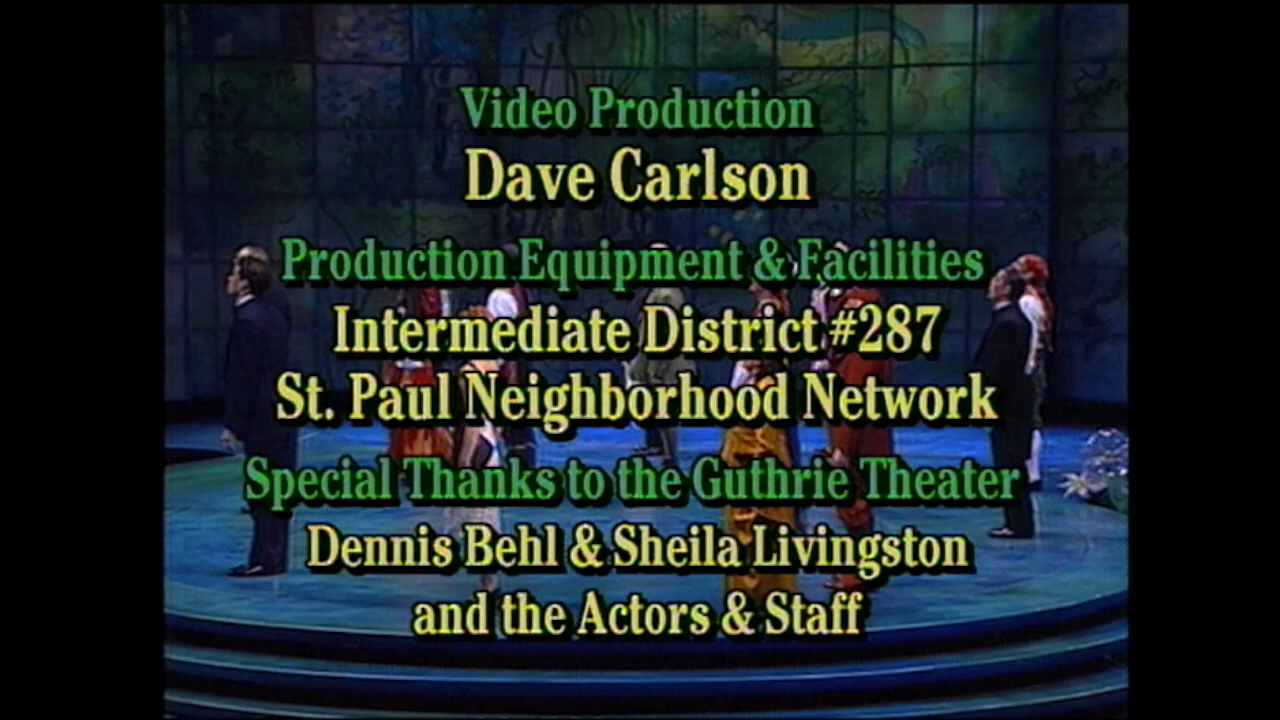 Video Production
Dave Carlson
Production Equipment & Facilities
Intermediate District #287
St. Paul Neighborhood Network
Special Thanks to the Guthrie Theater
Dennis Behl & Sheila Livingston
and the Actors & Staff